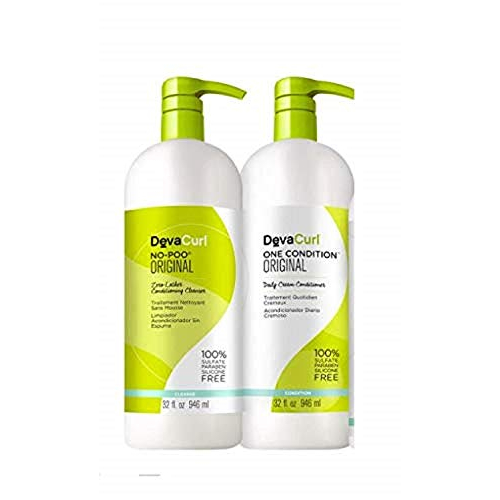 DevaCurl
NO-POO®
ORIGINAL
Zero Lather
Conditioning Cleanser
Traitement Nettoyant
Sans Mousse
Limpiador
Acondicionador Sin
Espuma
100%
SULFATE,
PARABEN
SILICONE
FREE
CLEANSE
32 fl. oz 946 ml
DevaCurl
ONE CONDITION™
ORIGINAL
Daily Cream Conditioner
Traitement Quotidien
Cremeux
Acondicionador Diario
Cremoso
100%
SULFATE,
PARABEN
SILICONE
FREE
CONDITION
32 fl. oz 946 ml